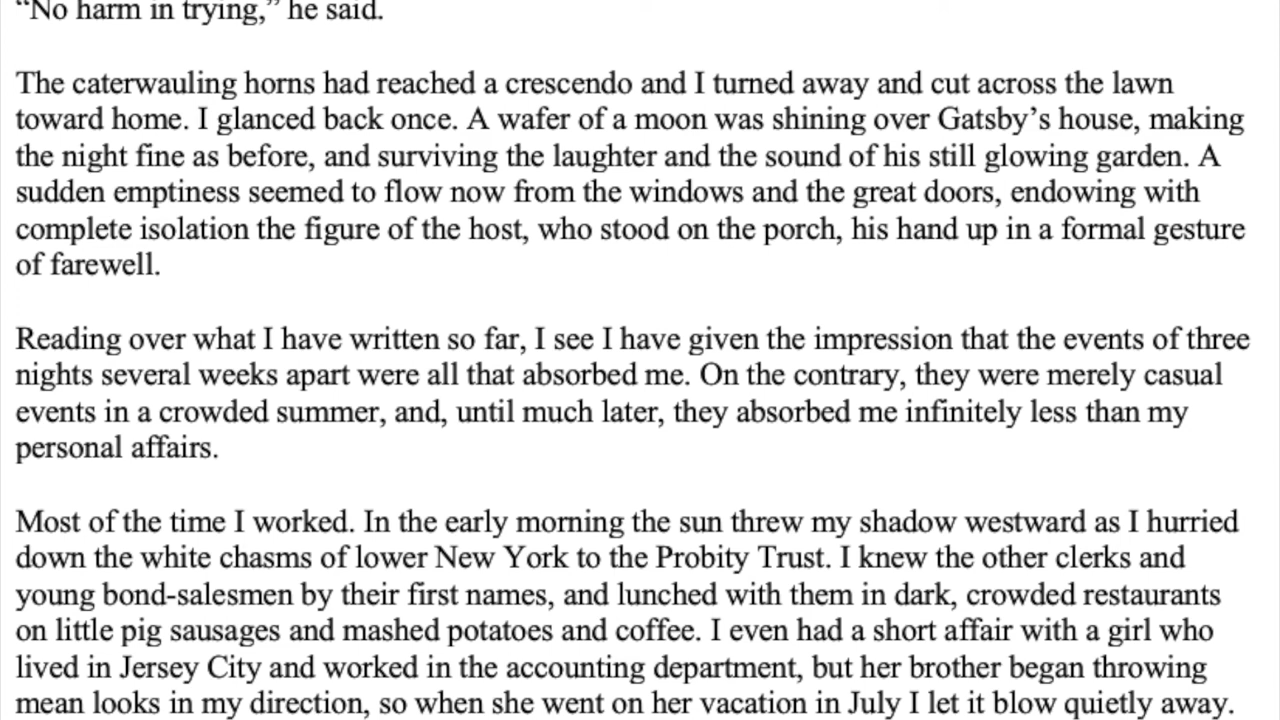 “No harm in trying,” he said.
The caterwauling horns had reached a crescendo and I turned away and cut across the lawn
toward home. I glanced back once. A wafer of a moon was shining over Gatsby’s house, making
the night fine as before, and surviving the laughter and the sound of his still glowing garden. A
sudden emptiness seemed to flow now from the windows and the great doors, endowing with
complete isolation the figure of the host, who stood on the porch, his hand up in a formal gesture
of farewell.
Reading over what I have written so far, I see I have given the impression that the events of three
nights several weeks apart were all that absorbed me. On the contrary, they were merely casual
events in a crowded summer, and, until much later, they absorbed me infinitely less than my
personal affairs.
Most of the time I worked. In the early morning the sun threw my shadow westward as I hurried
down the white chasms of lower New York to the Probity Trust. I knew the other clerks and
young bond-salesmen by their first names, and lunched with them in dark, crowded restaurants
on little pig sausages and mashed potatoes and coffee. I even had a short affair with a girl who
lived in Jersey City and worked in the accounting department, but her brother began throwing
mean looks in my direction, so when she went on her vacation in July I let it blow quietly away.